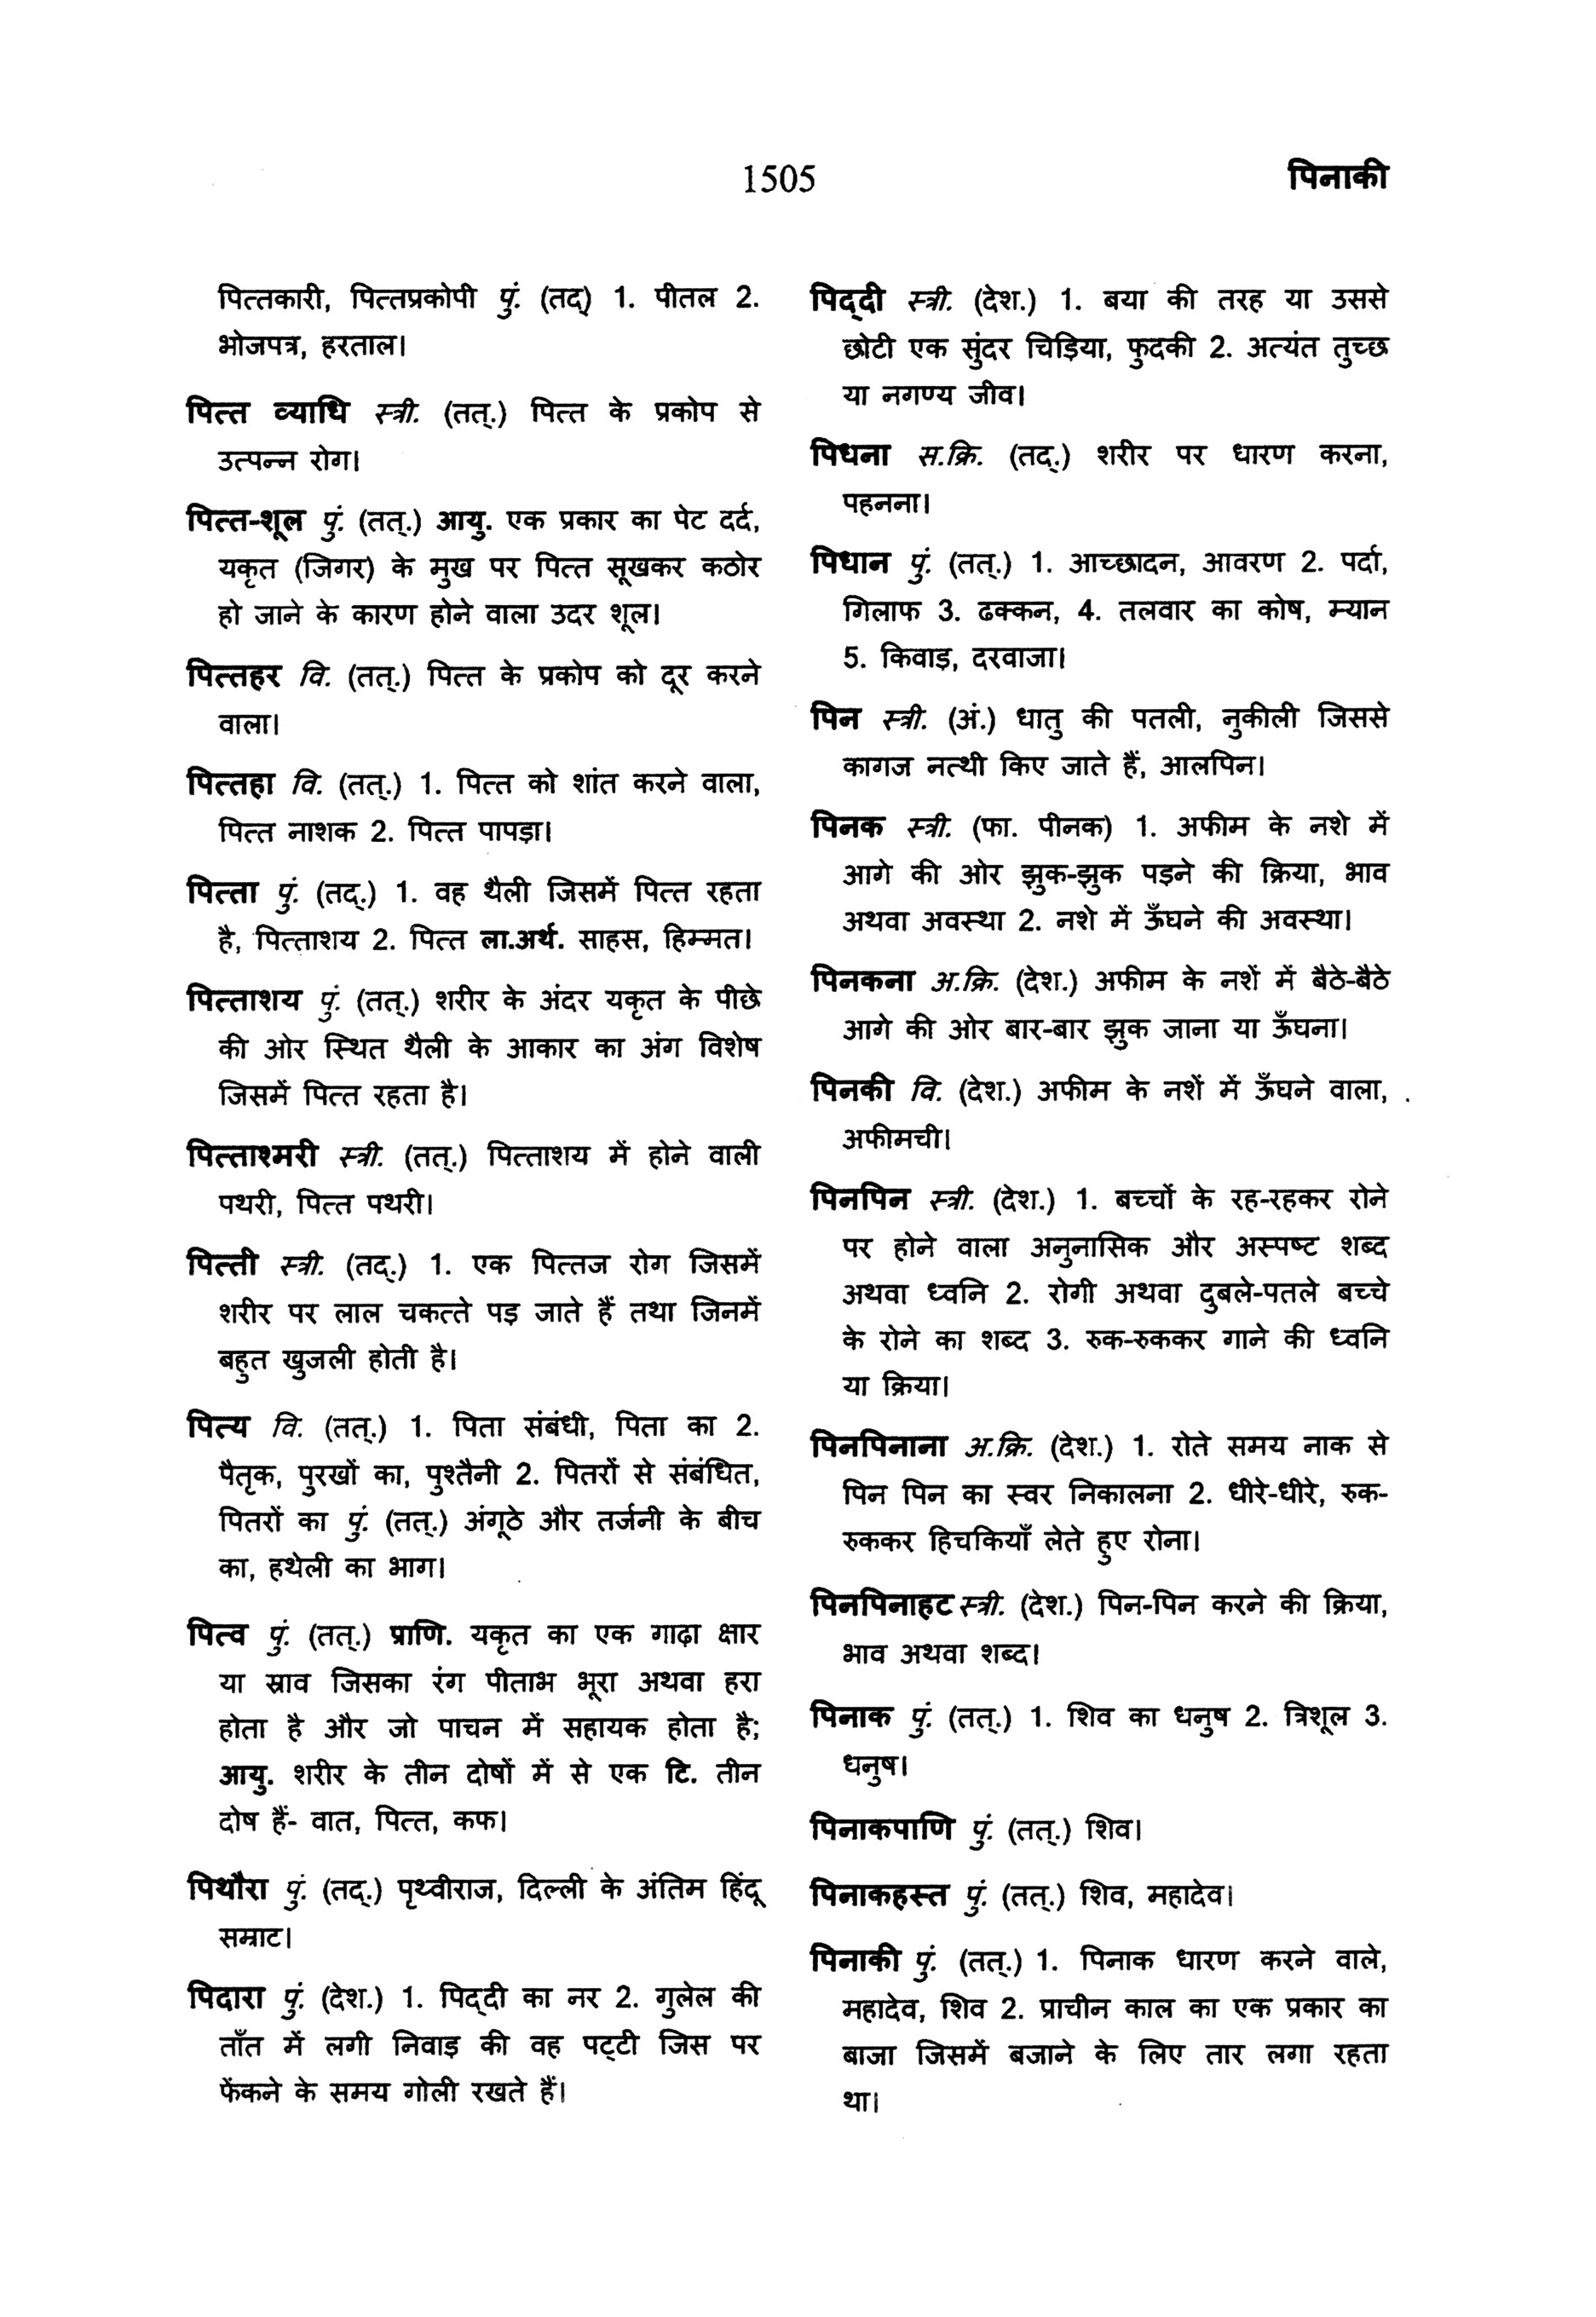 1505
पिनाकी
पित्तकारी, पित्तप्रकोपी पुं. (तद्) 1. पीतल 2.
भोजपत्र, हरताल।
पित्त व्याधि स्त्री. (तत्.) पित्त के प्रकोप से
उत्पन्न रोग।
पित्त-शूल पुं. (तत्.) आयु. एक प्रकार का पेट दर्द,
यकृत (जिगर) के मुख पर पित्त सूखकर कठोर
हो जाने के कारण होने वाला उदर शूल।
पित्तहर वि. (तत्.) पित्त के प्रकोप को दूर करने
वाला।
पित्तहा वि. (तत्.) 1. पित्त को शांत करने वाला,
पित्त नाशक 2. पित्त पापड़ा।
पित्ता पुं. (तद्.) 1. वह थैली जिसमें पित्त रहता
है, पित्ताशय 2. पित्त ला.अर्थ. साहस, हिम्मत।
पित्ताशय पुं. (तत्.) शरीर के अंदर यकृत के पीछे
की ओर स्थित थैली के आकार का अंग विशेष
जिसमें पित्त रहता है।
पित्ताश्मरी स्त्री. (तत्.) पित्ताशय में होने वाली
पथरी, पित्त पथरी।
पित्ती स्त्री. (तद्.) 1. एक पित्तज रोग जिसमें
शरीर पर लाल चकत्ते पड़ जाते हैं तथा जिनमें
बहुत खुजली होती है।
पित्य वि. (तत्.) 1. पिता संबंधी, पिता का 2.
पैतृक, पुरखों का, पुश्तैनी 2. पितरों से संबंधित,
पितरों का पुं. (तत्.) अंगूठे और तर्जनी के बीच
का, हथेली का भाग।
पित्व पुं. (तत्.) प्राणि. यकृत का एक गाढ़ा क्षार
या स्राव जिसका रंग पीताभ भूरा अथवा हरा
होता है और जो पाचन में सहायक होता है;
आयु. शरीर के तीन दोषों में से एक टि. तीन
दोष हैं- वात, पित्त, कफ।
पिथौरा पुं. (तद्.) पृथ्वीराज, दिल्ली के अंतिम हिंदू
सम्राट।
पिदारा पुं. (देश.) 1. पिद्दी का नर 2. गुलेल की
ताँत में लगी निवाड़ की वह पट्टी जिस पर
फेंकने के समय गोली रखते हैं।
पिद्दी स्त्री. (देश.) 1. बया की तरह या उससे
छोटी एक सुंदर चिड़िया, फुदकी 2. अत्यंत तुच्छ
या नगण्य जीव।
पिधना स.क्रि. (तद्.) शरीर पर धारण करना,
पहनना।
पिधान पुं. (तत्.) 1. आच्छादन, आवरण 2. पर्दा,
गिलाफ 3. ढक्कन, 4. तलवार का कोष, म्यान
5. किवाड़, दरवाजा।
पिन स्त्री. (अं.) धातु की पतली, नुकीली जिससे
कागज नत्थी किए जाते हैं, आलपिन।
पिनक स्त्री. (फा. पीनक) 1. अफीम के नशे में
आगे की ओर झुक-झुक पड़ने की क्रिया, भाव
अथवा अवस्था 2. नशे में ऊँघने की अवस्था।
पिनकना अ.क्रि. (देश.) अफीम के नशें में बैठे-बैठे
आगे की ओर बार-बार झुक जाना या ऊँघना।
पिनकी वि. (देश.) अफीम के नशें में ऊँघने वाला,
अफीमची।
पिनपिन स्त्री. (देश.) 1. बच्चों के रह-रहकर रोने
पर होने वाला अनुनासिक और अस्पष्ट शब्द
अथवा ध्वनि 2. रोगी अथवा दुबले-पतले बच्चे
के रोने का शब्द 3. रुक-रुककर गाने की ध्वनि
या क्रिया।
पिनपिनाना अ.क्रि. (देश.) 1. रोते समय नाक से
पिन पिन का स्वर निकालना 2. धीरे-धीरे, रुक-
रुककर हिचकियाँ लेते हुए रोना।
पिनपिनाहट स्त्री. (देश.) पिन-पिन करने की क्रिया,
भाव अथवा शब्द।
पिनाक पुं. (तत्.) 1. शिव का धनुष 2. त्रिशूल 3.
धनुष।
पिनाकपाणि पुं. (तत्.) शिव।
पिनाकहस्त पुं. (तत्.) शिव, महादेव।
पिनाकी पुं. (तत्.) 1. पिनाक धारण करने वाले,
महादेव, शिव 2. प्राचीन काल का एक प्रकार का
बाजा जिसमें बजाने के लिए तार लगा रहता
था।